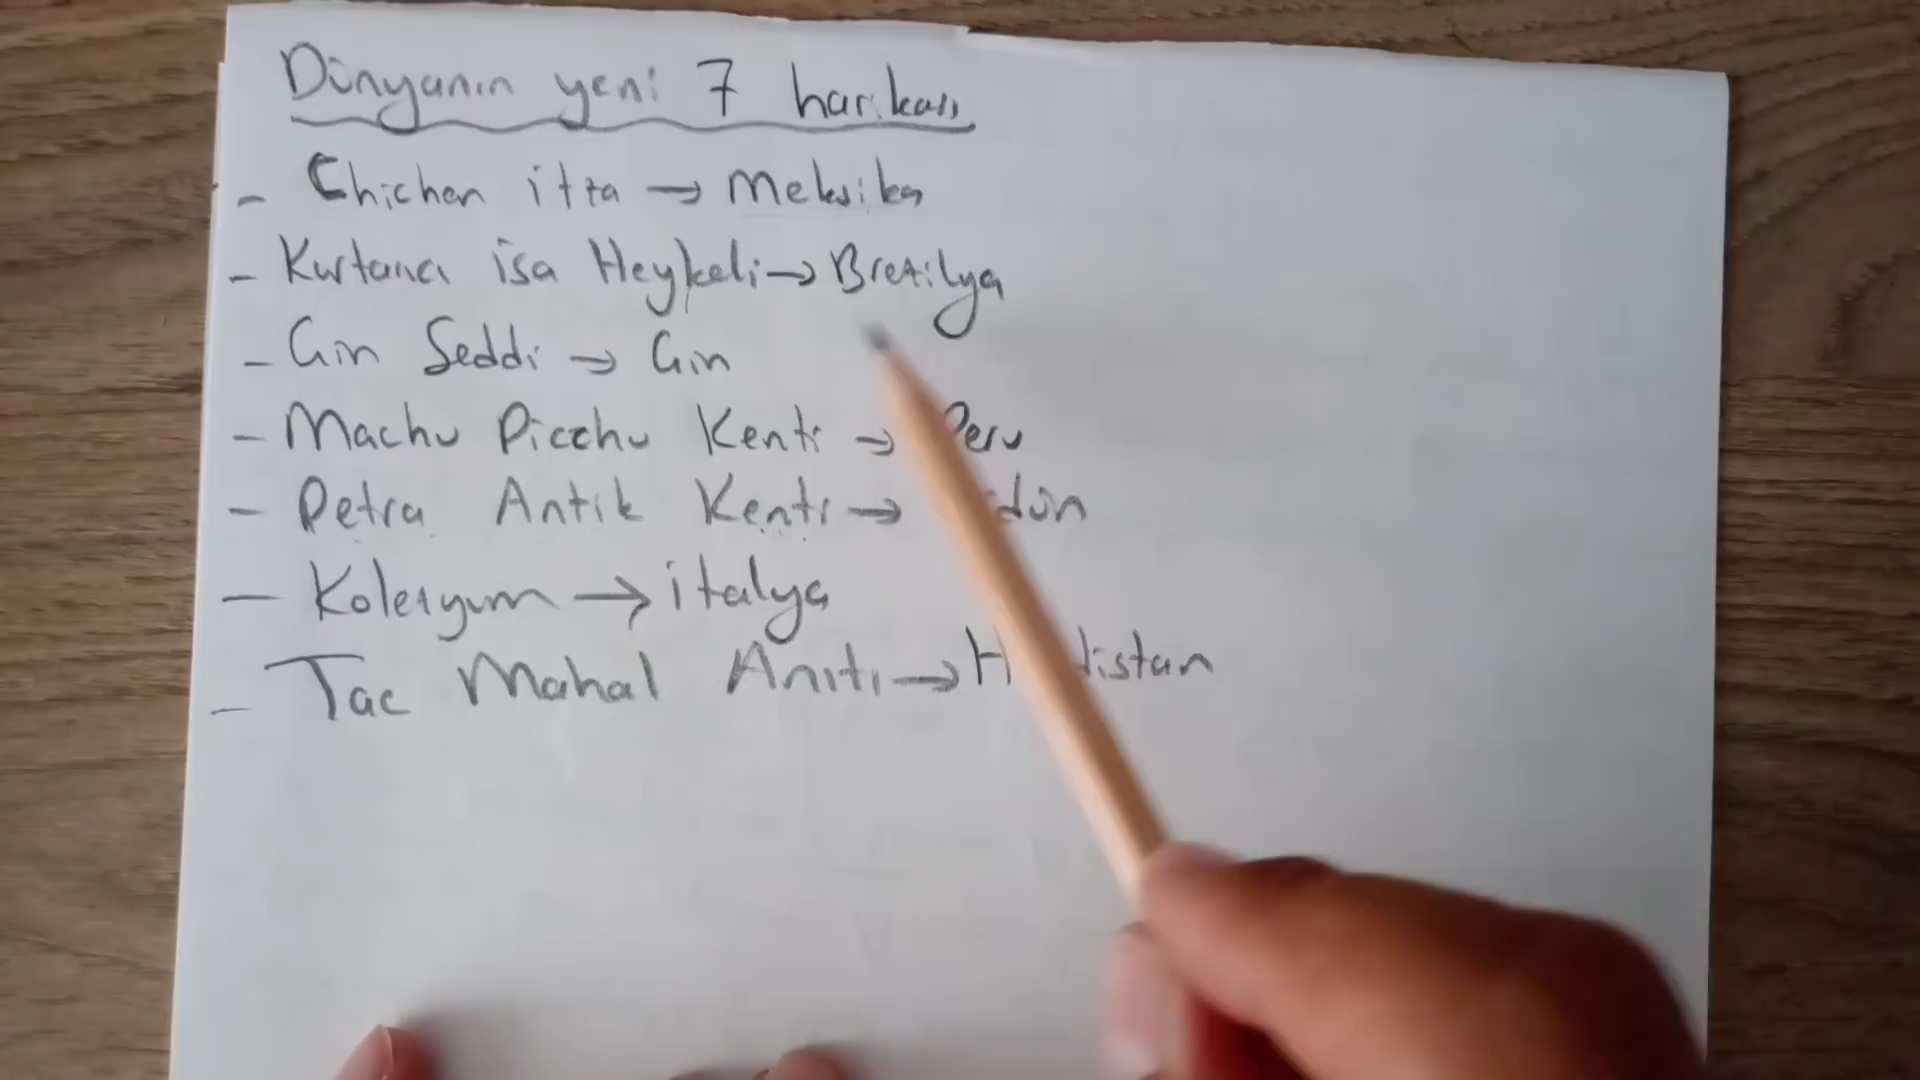 Dünyanın yeni 7 harikası
- Chichen itza → Meksika
- Kurtarıcı isa Heykeli → Brezilya
- Çin Seddi → Çin
- Machu Picchu Kenti → Peru
- Petra Antik Kenti →
- Kolezyum → italya
- Tac Mahal Anıtı →